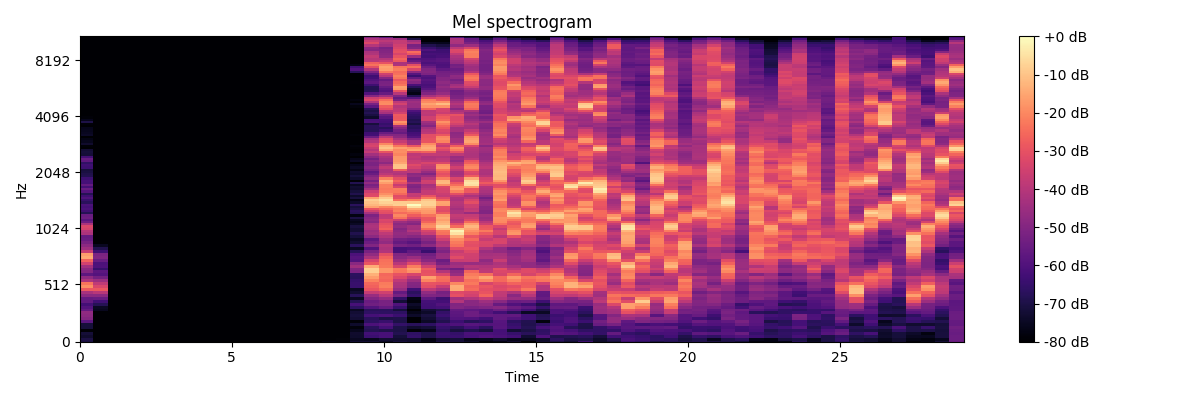 Mel spectrogram
8192
4096
2048
1024
512
0
Hz
0 5 10 15 20 25
Time
+0 dB
-10 dB
-20 dB
-30 dB
-40 dB
-50 dB
-60 dB
-70 dB
-80 dB